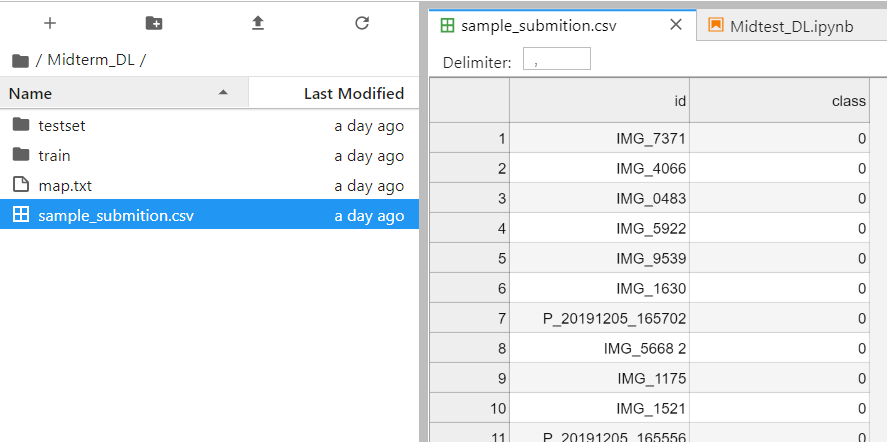 / Midterm_DL /
Name Last Modified
testset a day ago
train a day ago
map.txt a day ago
sample_submition.csv a day ago
sample_submition.csv Midtest_DL.ipynb
Delimiter: ,
id class
1 IMG_7371 0
2 IMG_4066 0
3 IMG_0483 0
4 IMG_5922 0
5 IMG_9539 0
6 IMG_1630 0
7 P_20191205_165702 0
8 IMG_5668 2 0
9 IMG_1175 0
10 IMG_1521 0
11 P_20191205_165556 0